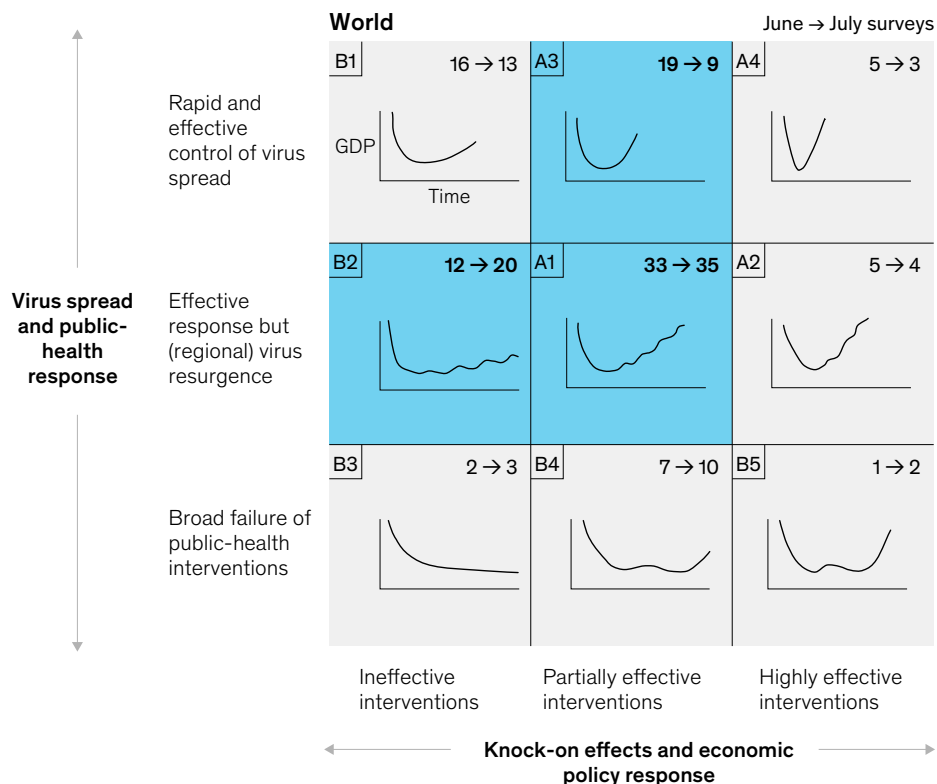 World
June → July surveys
B1
16 → 13
A3
19 → 9
A4
5 → 3
Rapid and
effective
control of virus
spread
GDP
Time
B2
12 → 20
A1
33 → 35
A2
5 → 4
Virus spread
and public-
health
response
Effective
response but
(regional) virus
resurgence
B3
2 → 3
B4
7 → 10
B5
1 → 2
Broad failure of
public-health
interventions
Ineffective
interventions
Partially effective
interventions
Highly effective
interventions
Knock-on effects and economic
policy response